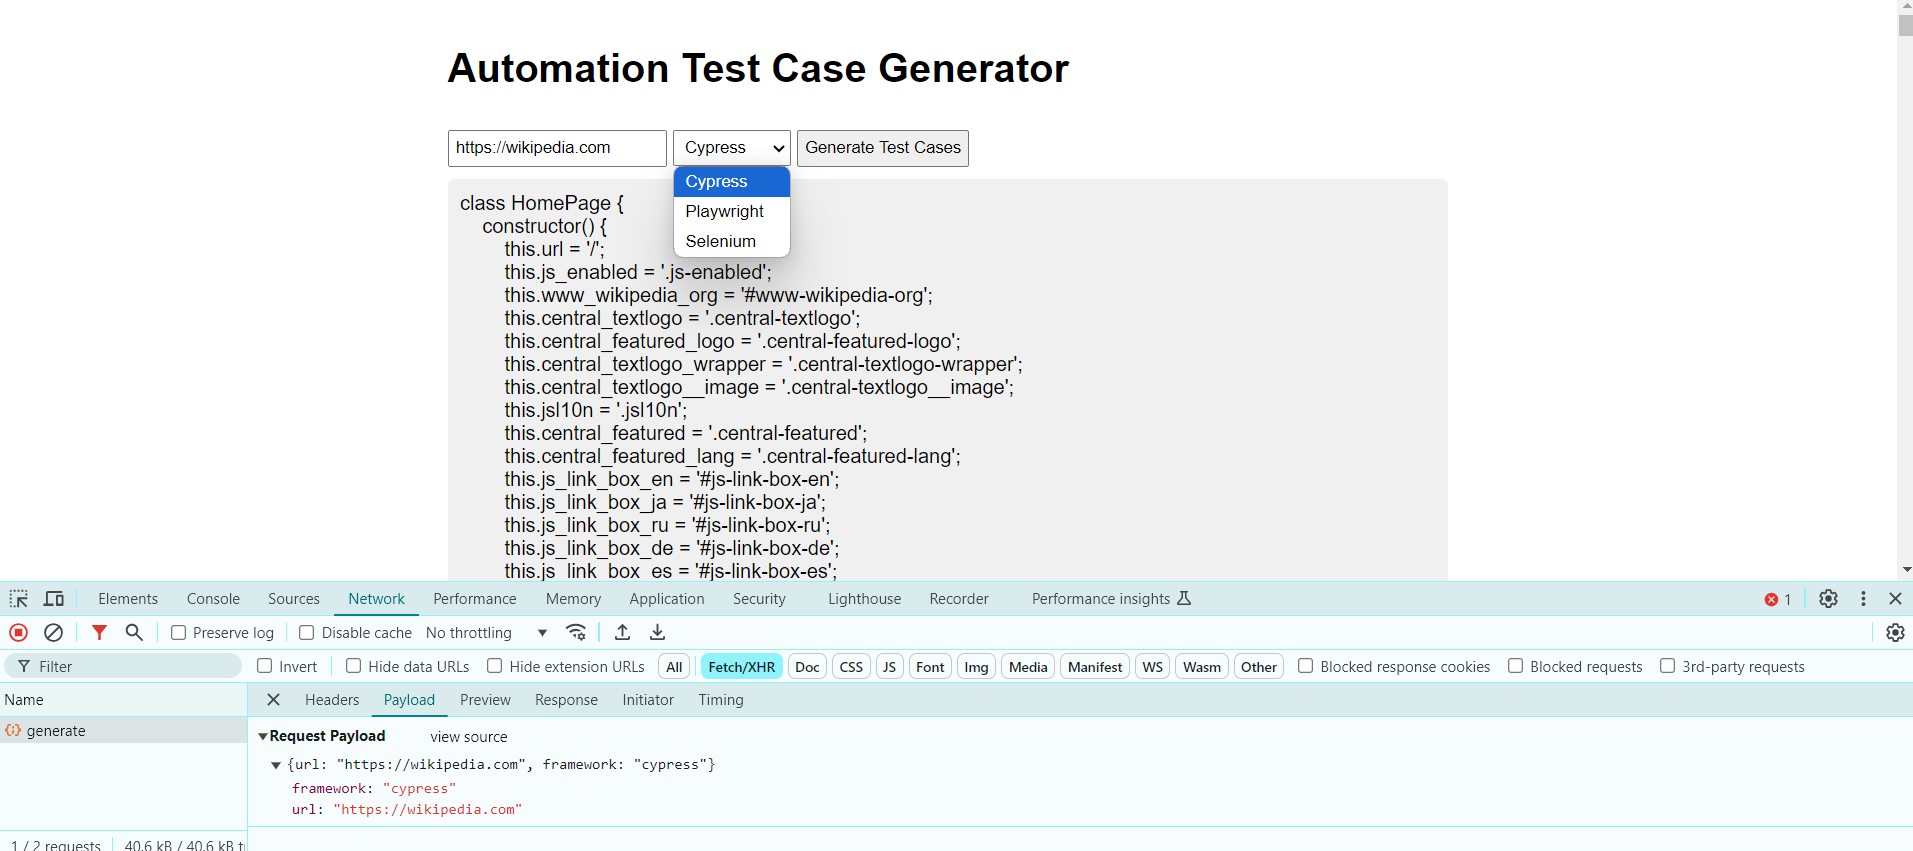 Automation Test Case Generator
https://wikipedia.com Cypress Generate Test Cases
Cypress
Playwright
Selenium
class HomePage {
constructor() {
this.url = '/';
this.js_enabled = '.js-enabled';
this.www_wikipedia_org = '#www-wikipedia-org';
this.central_textlogo = '.central-textlogo';
this.central_featured_logo = '.central-featured-logo';
this.central_textlogo_wrapper = '.central-textlogo-wrapper';
this.central_textlogo__image = '.central-textlogo__image';
this.jsl10n = '.jsl10n';
this.central_featured = '.central-featured';
this.central_featured_lang = '.central-featured-lang';
this.js_link_box_en = '#js-link-box-en';
this.js_link_box_ja = '#js-link-box-ja';
this.js_link_box_ru = '#js-link-box-ru';
this.js_link_box_de = '#js-link-box-de';
this.js_link_box_es = '#js-link-box-es';
Elements Console Sources Network Performance Memory Application Security Lighthouse Recorder Performance insights 1
Preserve log Disable cache No throttling
Filter Invert Hide data URLs Hide extension URLs All Fetch/XHR Doc CSS JS Font Img Media Manifest WS Wasm Other Blocked response cookies Blocked requests 3rd-party requests
Name Headers Payload Preview Response Initiator Timing
generate
Request Payload view source
{url: "https://wikipedia.com", framework: "cypress"}
framework: "cypress"
url: "https://wikipedia.com"
1 / 2 requests 40.6 kB / 40.6 kB